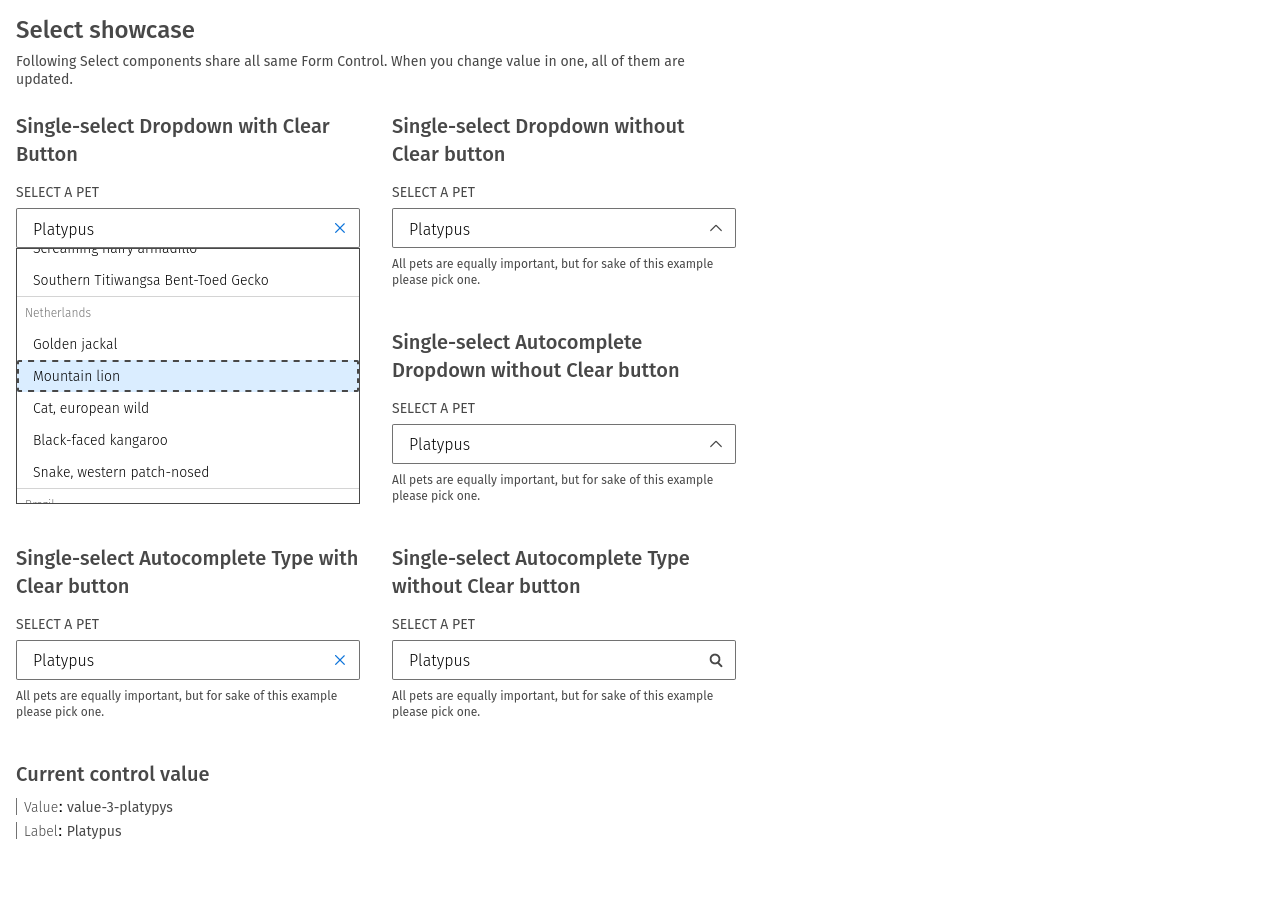 Select showcase
Following Select components share all same Form Control. When you change value in one, all of them are
updated.
Single-select Dropdown with Clear
Button
SELECT A PET
Platypus
Screaming hairy armadillo
Southern Titiwangsa Bent-Toed Gecko
Netherlands
Golden jackal
Mountain lion
Cat, european wild
Black-faced kangaroo
Snake, western patch-nosed
Brazil
Single-select Dropdown without
Clear button
SELECT A PET
Platypus
All pets are equally important, but for sake of this example
please pick one.
Single-select Autocomplete
Dropdown without Clear button
SELECT A PET
Platypus
All pets are equally important, but for sake of this example
please pick one.
Single-select Autocomplete Type with
Clear button
SELECT A PET
Platypus
All pets are equally important, but for sake of this example
please pick one.
Single-select Autocomplete Type
without Clear button
SELECT A PET
Platypus
All pets are equally important, but for sake of this example
please pick one.
Current control value
Value: value-3-platypys
Label: Platypus